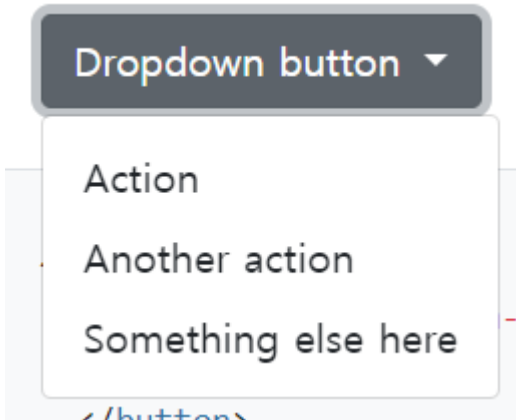 Dropdown button
Action
Another action
Something else here
</button>